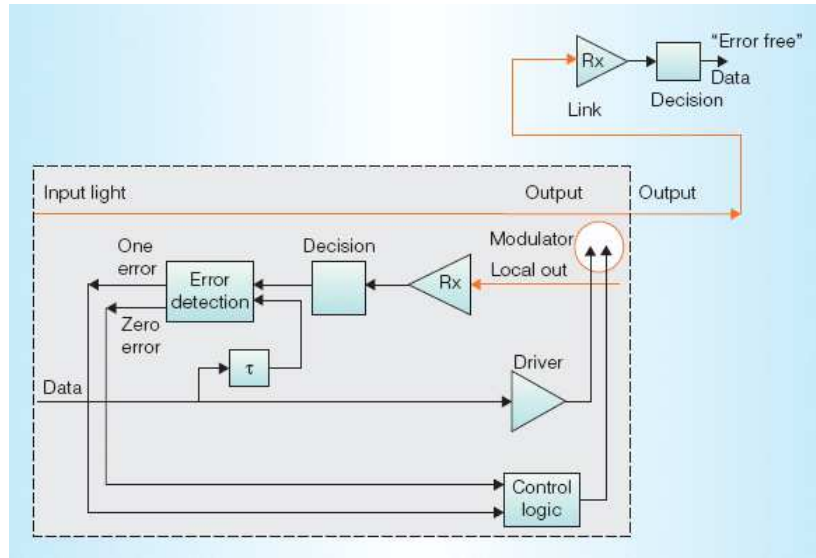 “Error free”
Rx
Data
Link
Decision
Input light
Output
Output
One
error
Decision
Modulator
Local out
Error
detection
Rx
Zero
error
τ
Driver
Data
Control
logic